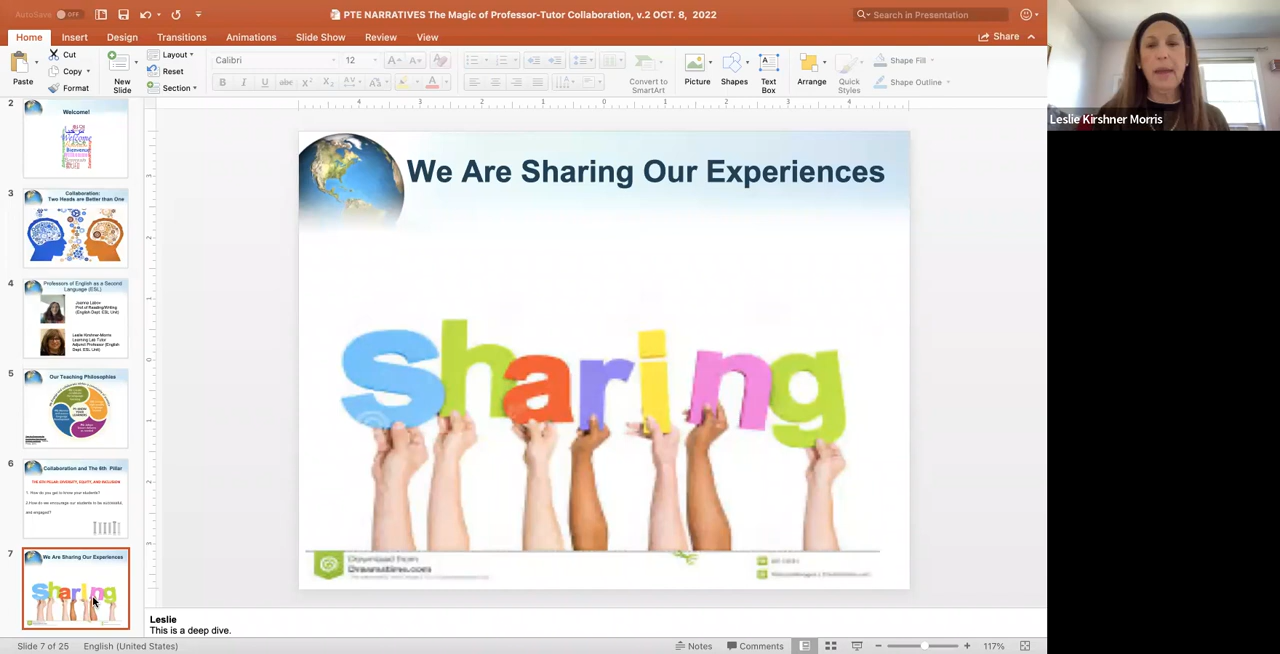 AutoSave OFF
PTE NARRATIVES The Magic of Professor-Tutor Collaboration, v.2 OCT. 8, 2022
Search in Presentation
Home Insert Design Transitions Animations Slide Show Review View
Share
Paste
Cut
Copy
Format
New
Slide
Layout
Reset
Section
Calibri
12
Convert to
SmartArt
Picture
Shapes
Text
Box
Arrange
Quick
Styles
Shape Fill
Shape Outline
Leslie Kirshner Morris
2
Welcome!
Welcome
Bienvenue
3
Collaboration:
Two Heads are Better than One
4
Professors of English as a Second
Language (ESL)
Joanna Labov
Prof of Reading/Writing
(English Dept. ESL Unit)
Leslie Kirshner-Morris
Learning Lab Tutor
Adjunct Professor (English
Dept. ESL Unit)
5
Our Teaching Philosophies
6
Collaboration and The 6th Pillar
THE 6TH PILLAR: DIVERSITY, EQUITY, AND INCLUSION
1. How do you get to know your students?
2. How do we encourage our students to be successful,
and engaged?
7
We Are Sharing Our Experiences
Sharing
We Are Sharing Our Experiences
Sharing
Download from
Dreamstime.com
Leslie
This is a deep dive.
Slide 7 of 25
English (United States)
Notes
Comments
117%